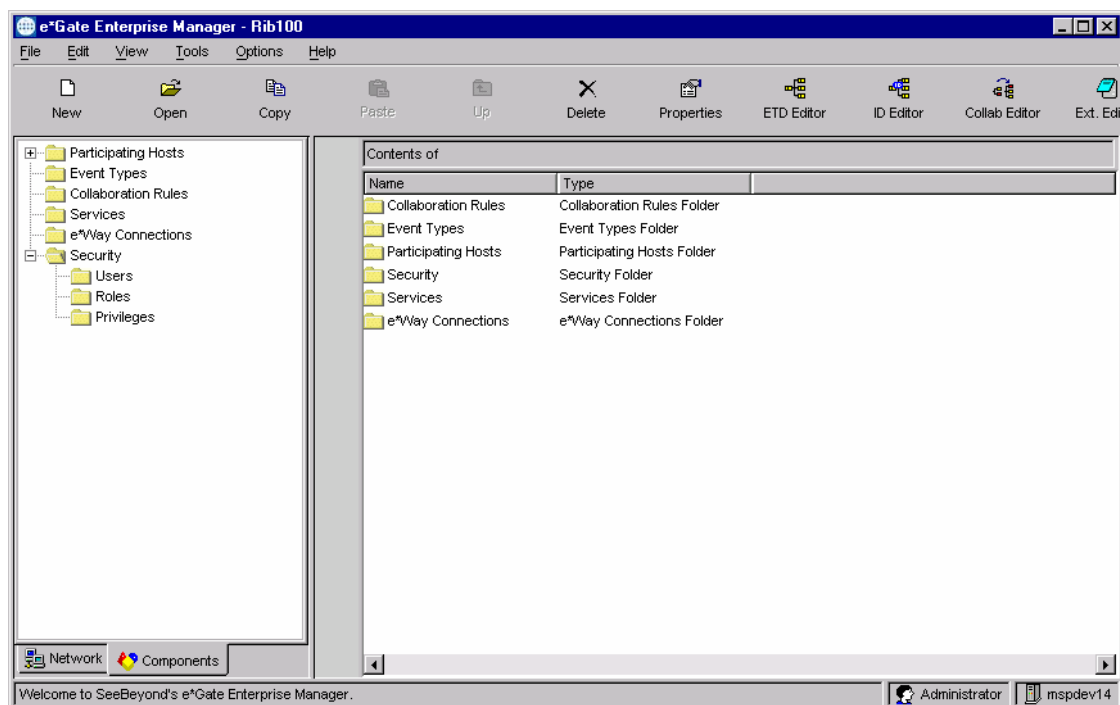 e*Gate Enterprise Manager - Rib100
File Edit View Tools Options Help
New Open Copy Paste Up Delete Properties ETD Editor ID Editor Collab Editor Ext. Edi
Participating Hosts
Event Types
Collaboration Rules
Services
e*Way Connections
Security
Users
Roles
Privileges
Network Components
Contents of
Name Type
Collaboration Rules Collaboration Rules Folder
Event Types Event Types Folder
Participating Hosts Participating Hosts Folder
Security Security Folder
Services Services Folder
e*Way Connections e*Way Connections Folder
Welcome to SeeBeyond's e*Gate Enterprise Manager. Administrator mspdev14